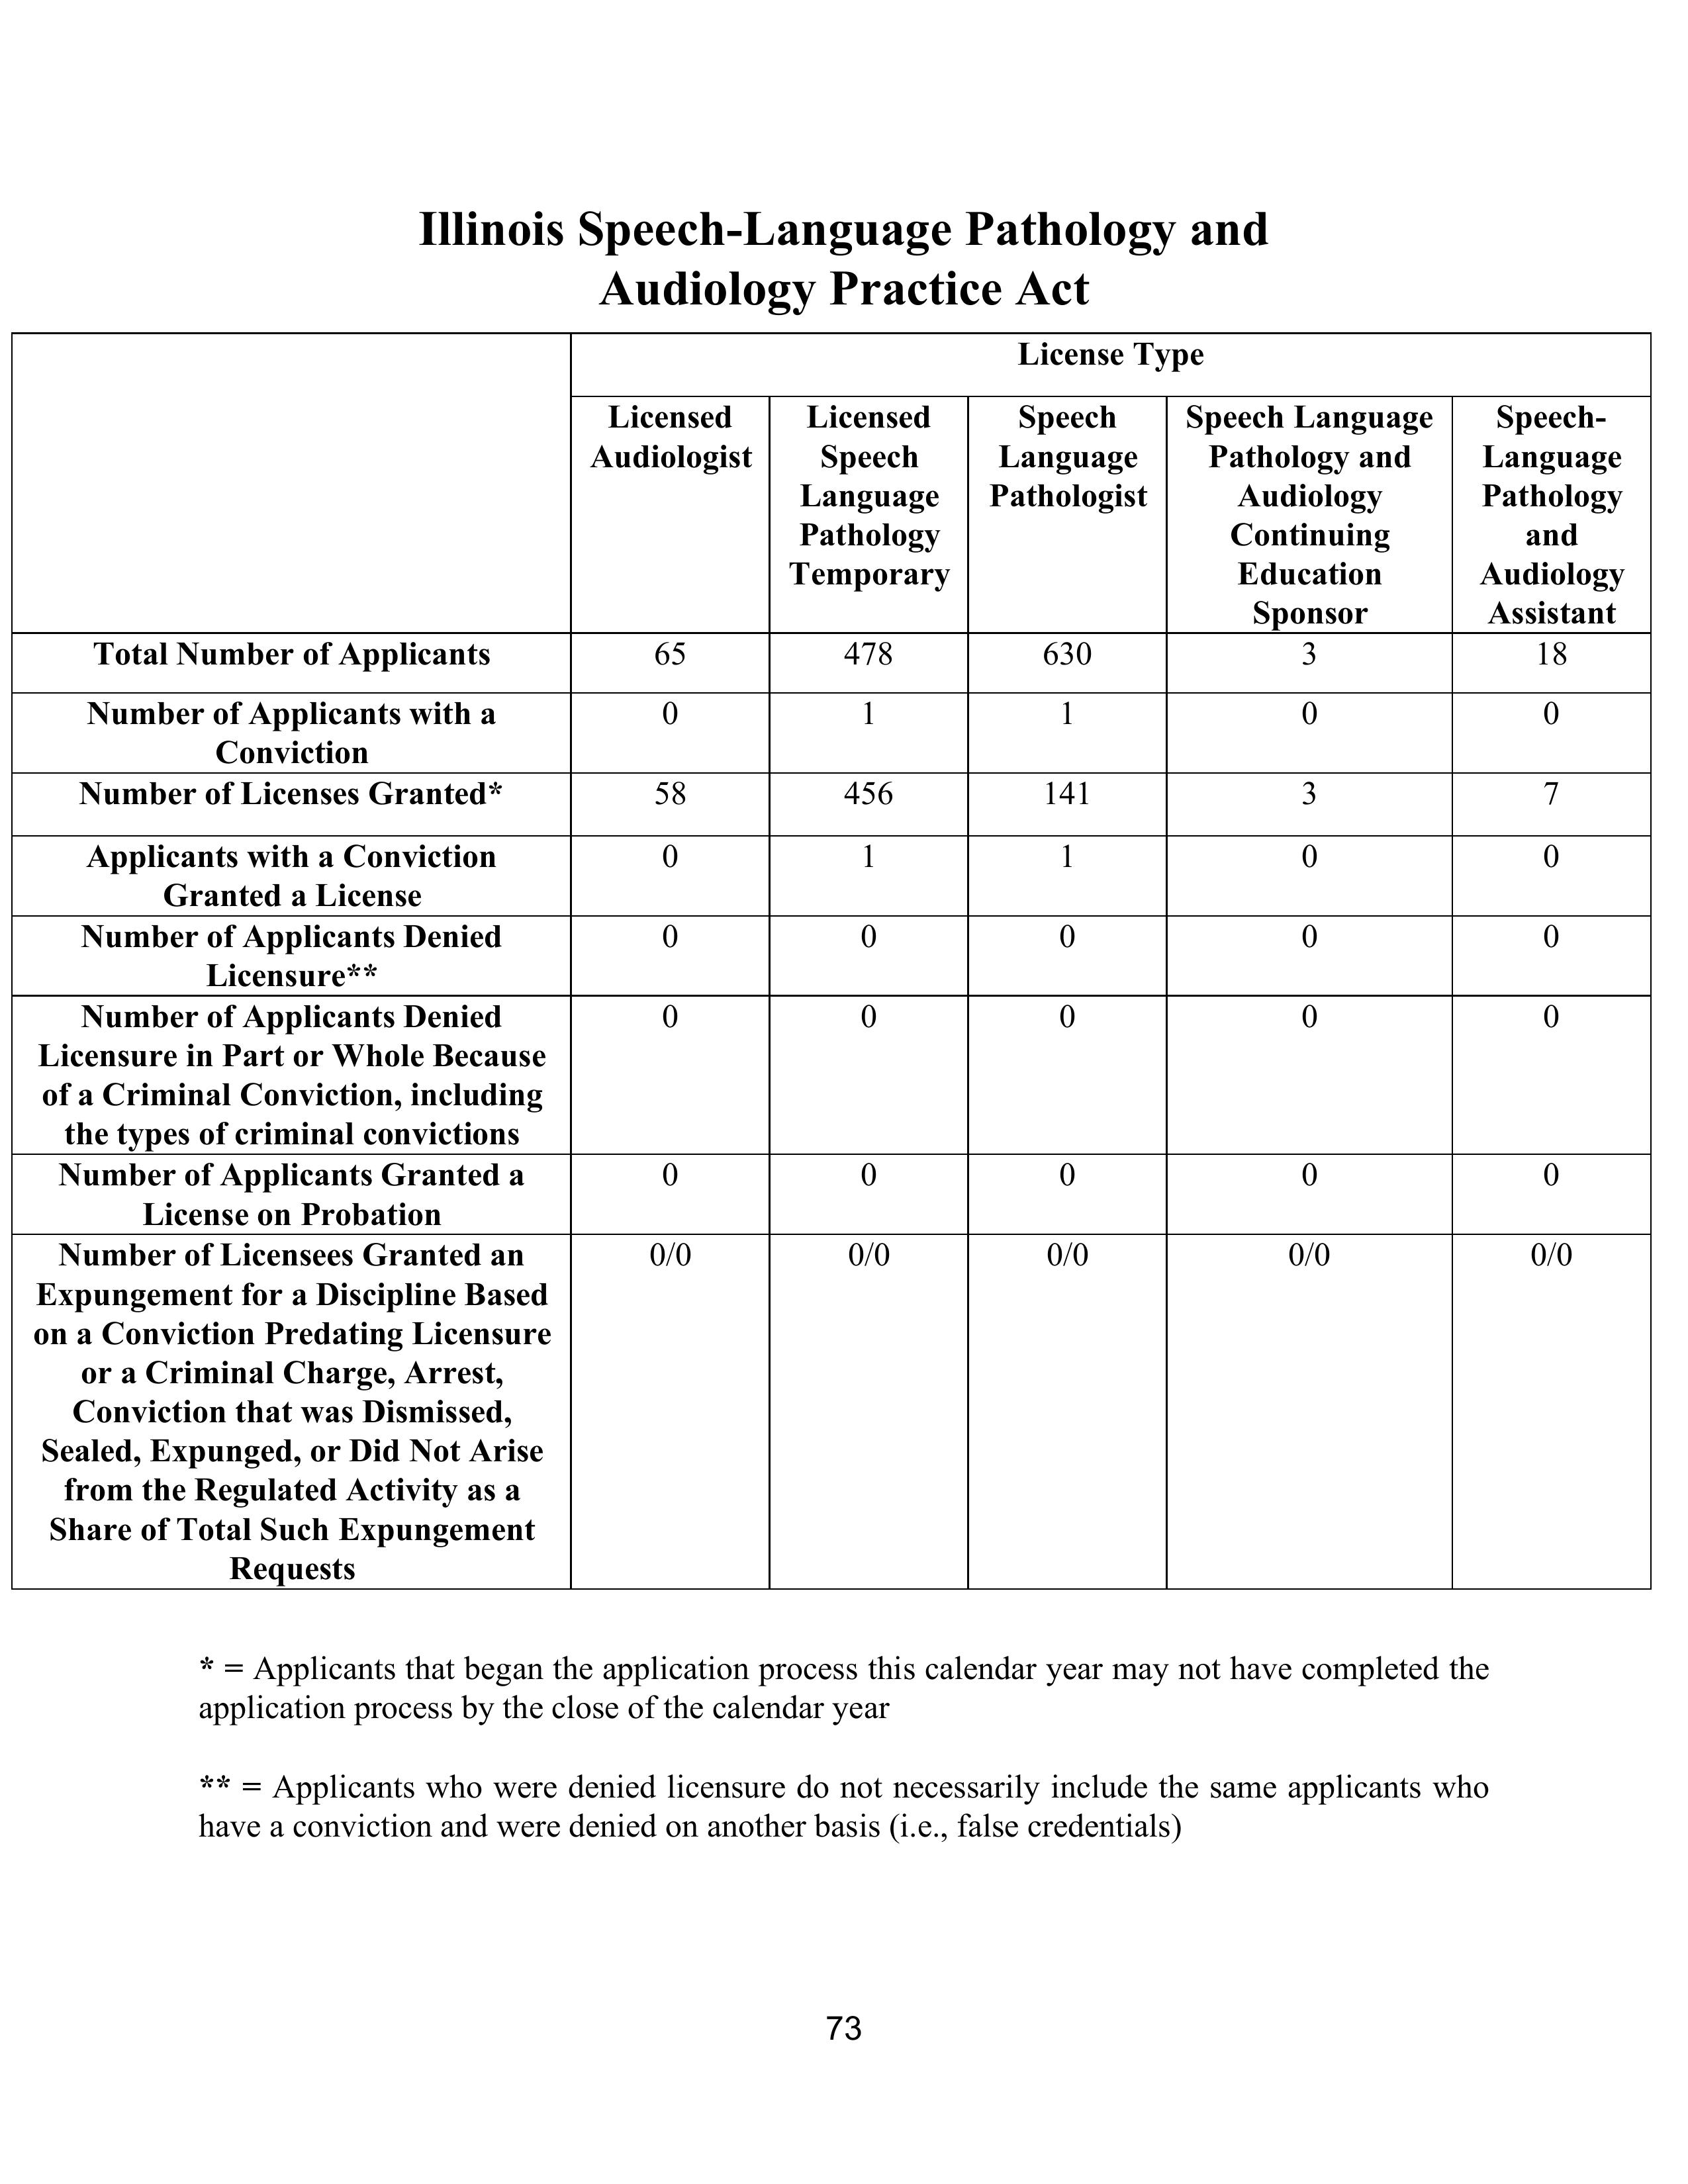 Illinois Speech-Language Pathology and
Audiology Practice Act
License Type
Licensed
Audiologist
Licensed
Speech
Language
Pathology
Temporary
Speech
Language
Pathologist
Speech Language
Pathology and
Audiology
Continuing
Education
Sponsor
Speech-
Language
Pathology
and
Audiology
Assistant
Total Number of Applicants 65 478 630 3 18
Number of Applicants with a 0 1 1 0 0
Conviction
Number of Licenses Granted* 58 456 141 3 7
Applicants with a Conviction 0 1 1 0 0
Granted a License
Number of Applicants Denied 0 0 0 0 0
Licensure**
Number of Applicants Denied 0 0 0 0 0
Licensure in Part or Whole Because
of a Criminal Conviction, including
the types of criminal convictions
Number of Applicants Granted a 0 0 0 0 0
License on Probation
Number of Licensees Granted an 0/0 0/0 0/0 0/0 0/0
Expungement for a Discipline Based
on a Conviction Predating Licensure
or a Criminal Charge, Arrest,
Conviction that was Dismissed,
Sealed, Expunged, or Did Not Arise
from the Regulated Activity as a
Share of Total Such Expungement
Requests
* = Applicants that began the application process this calendar year may not have completed the
application process by the close of the calendar year
** = Applicants who were denied licensure do not necessarily include the same applicants who
have a conviction and were denied on another basis (i.e., false credentials)
73